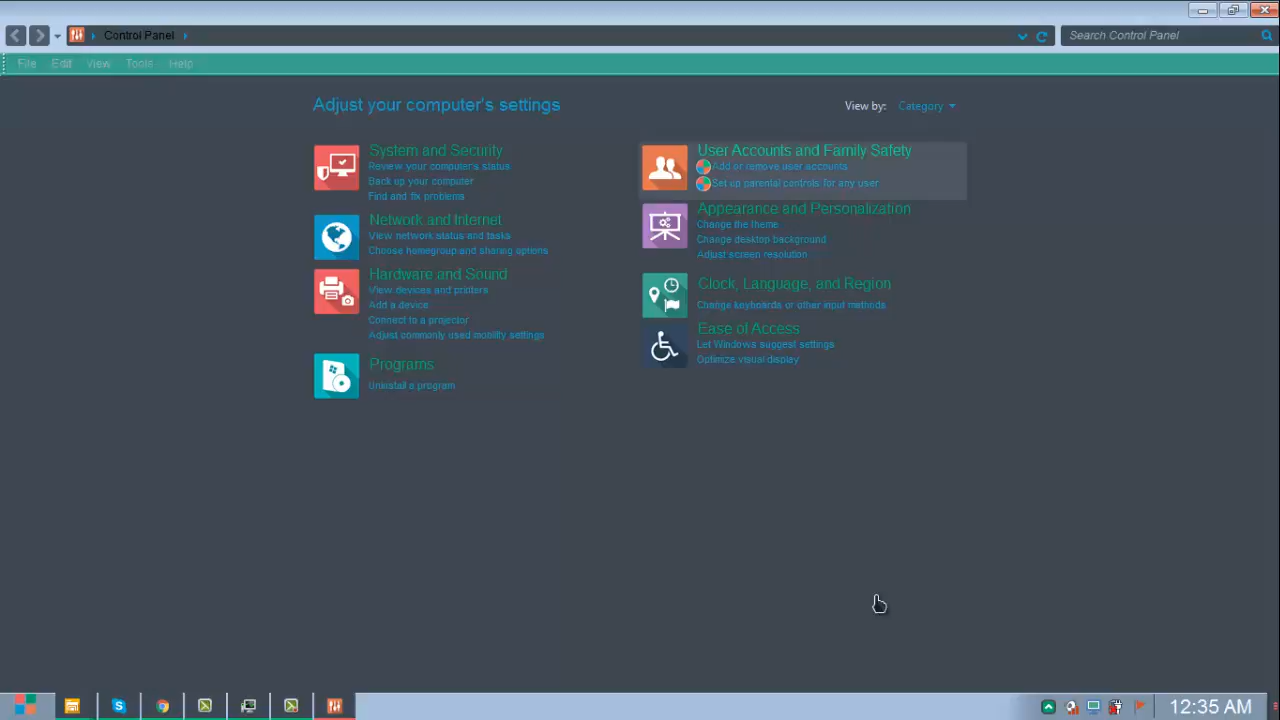 Control Panel
Search Control Panel
File Edit View Tools Help
Adjust your computer's settings
View by: Category
System and Security
Review your computer's status
Back up your computer
Find and fix problems
Network and Internet
View network status and tasks
Choose homegroup and sharing options
Hardware and Sound
View devices and printers
Add a device
Connect to a projector
Adjust commonly used mobility settings
Programs
Uninstall a program
User Accounts and Family Safety
Add or remove user accounts
Set up parental controls for any user
Appearance and Personalization
Change the theme
Change desktop background
Adjust screen resolution
Clock, Language, and Region
Change keyboards or other input methods
Ease of Access
Let Windows suggest settings
Optimize visual display
12:35 AM